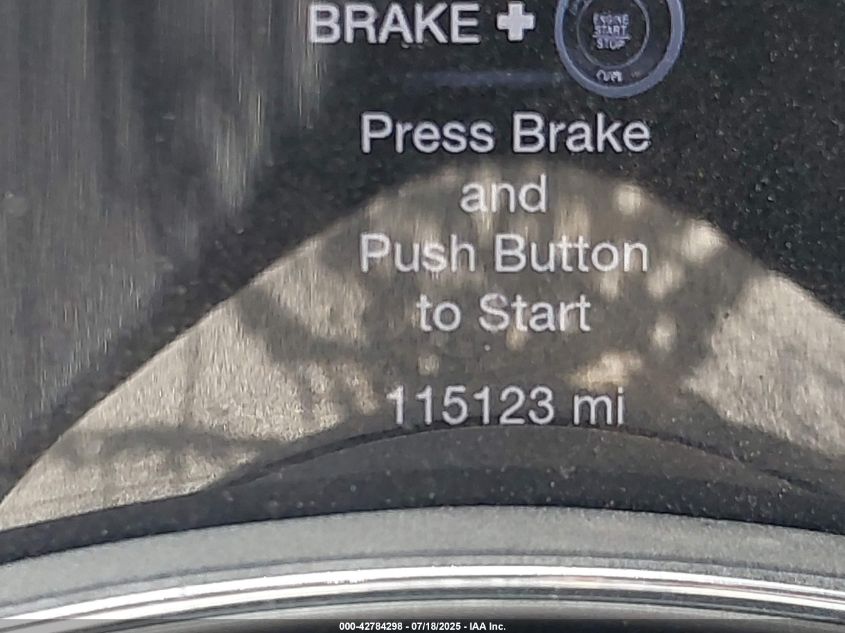 BRAKE +
ENGINE
START
STOP
Press Brake
and
Push Button
to Start
115123 mi
000-42784298 - 07/18/2025 - IAA Inc.